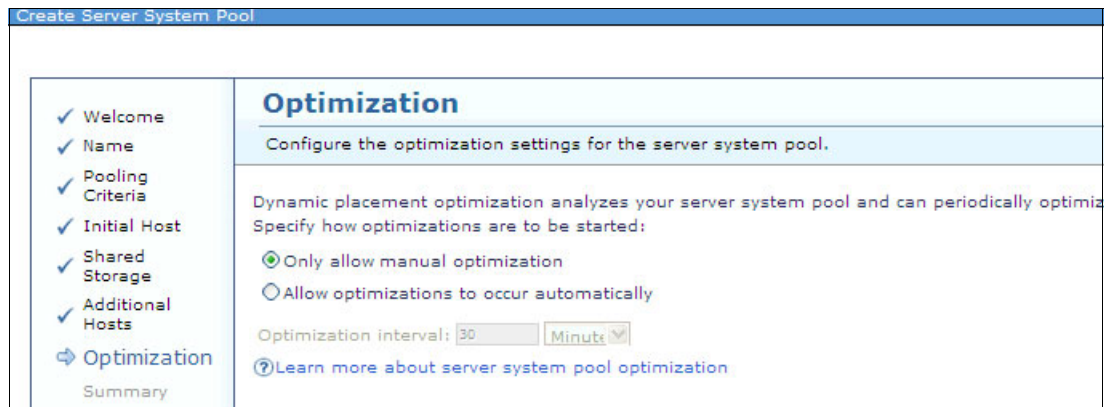 Create Server System Pool
Welcome
Name
Pooling
Criteria
Initial Host
Shared
Storage
Additional
Hosts
Optimization
Summary
Optimization
Configure the optimization settings for the server system pool.
Dynamic placement optimization analyzes your server system pool and can periodically optimiz
Specify how optimizations are to be started:
Only allow manual optimization
Allow optimizations to occur automatically
Optimization interval: 30 Minute
Learn more about server system pool optimization